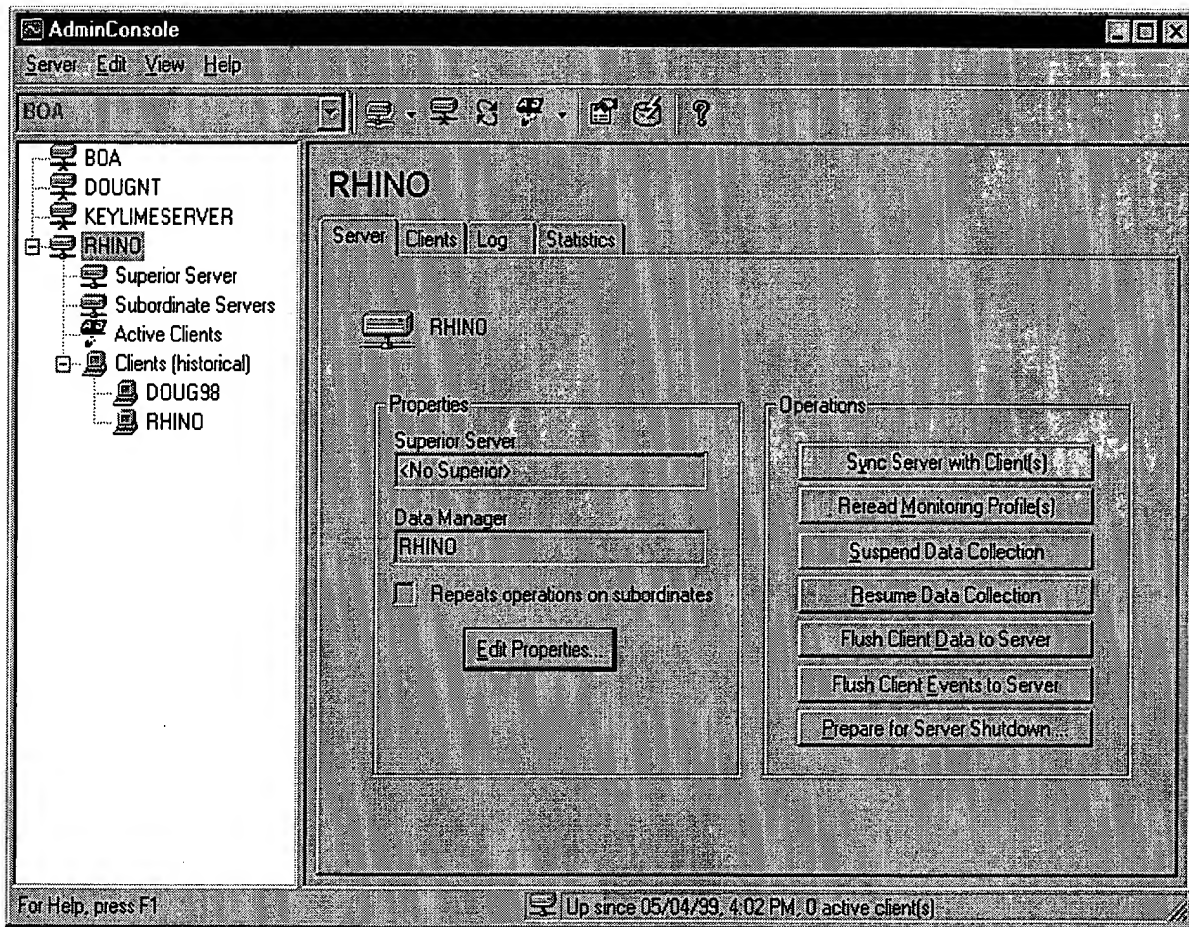 AdminConsole
Server Edit View Help
BOA
BOA
DOUGNT
KEYLIMESERVER
RHINO
Superior Server
Subordinate Servers
Active Clients
Clients (historical)
DOUG98
RHINO
RHINO
Server Clients Log Statistics
RHINO
Properties
Superior Server
<No Superior>
Data Manager
RHINO
Repeats operations on subordinates
Edit Properties...
Operations
Sync Server with Client(s)
Reread Monitoring Profile(s)
Suspend Data Collection
Resume Data Collection
Flush Client Data to Server
Flush Client Events to Server
Prepare for Server Shutdown...
For Help, press F1
Up since 05/04/99, 4:02 PM, 0 active client(s)